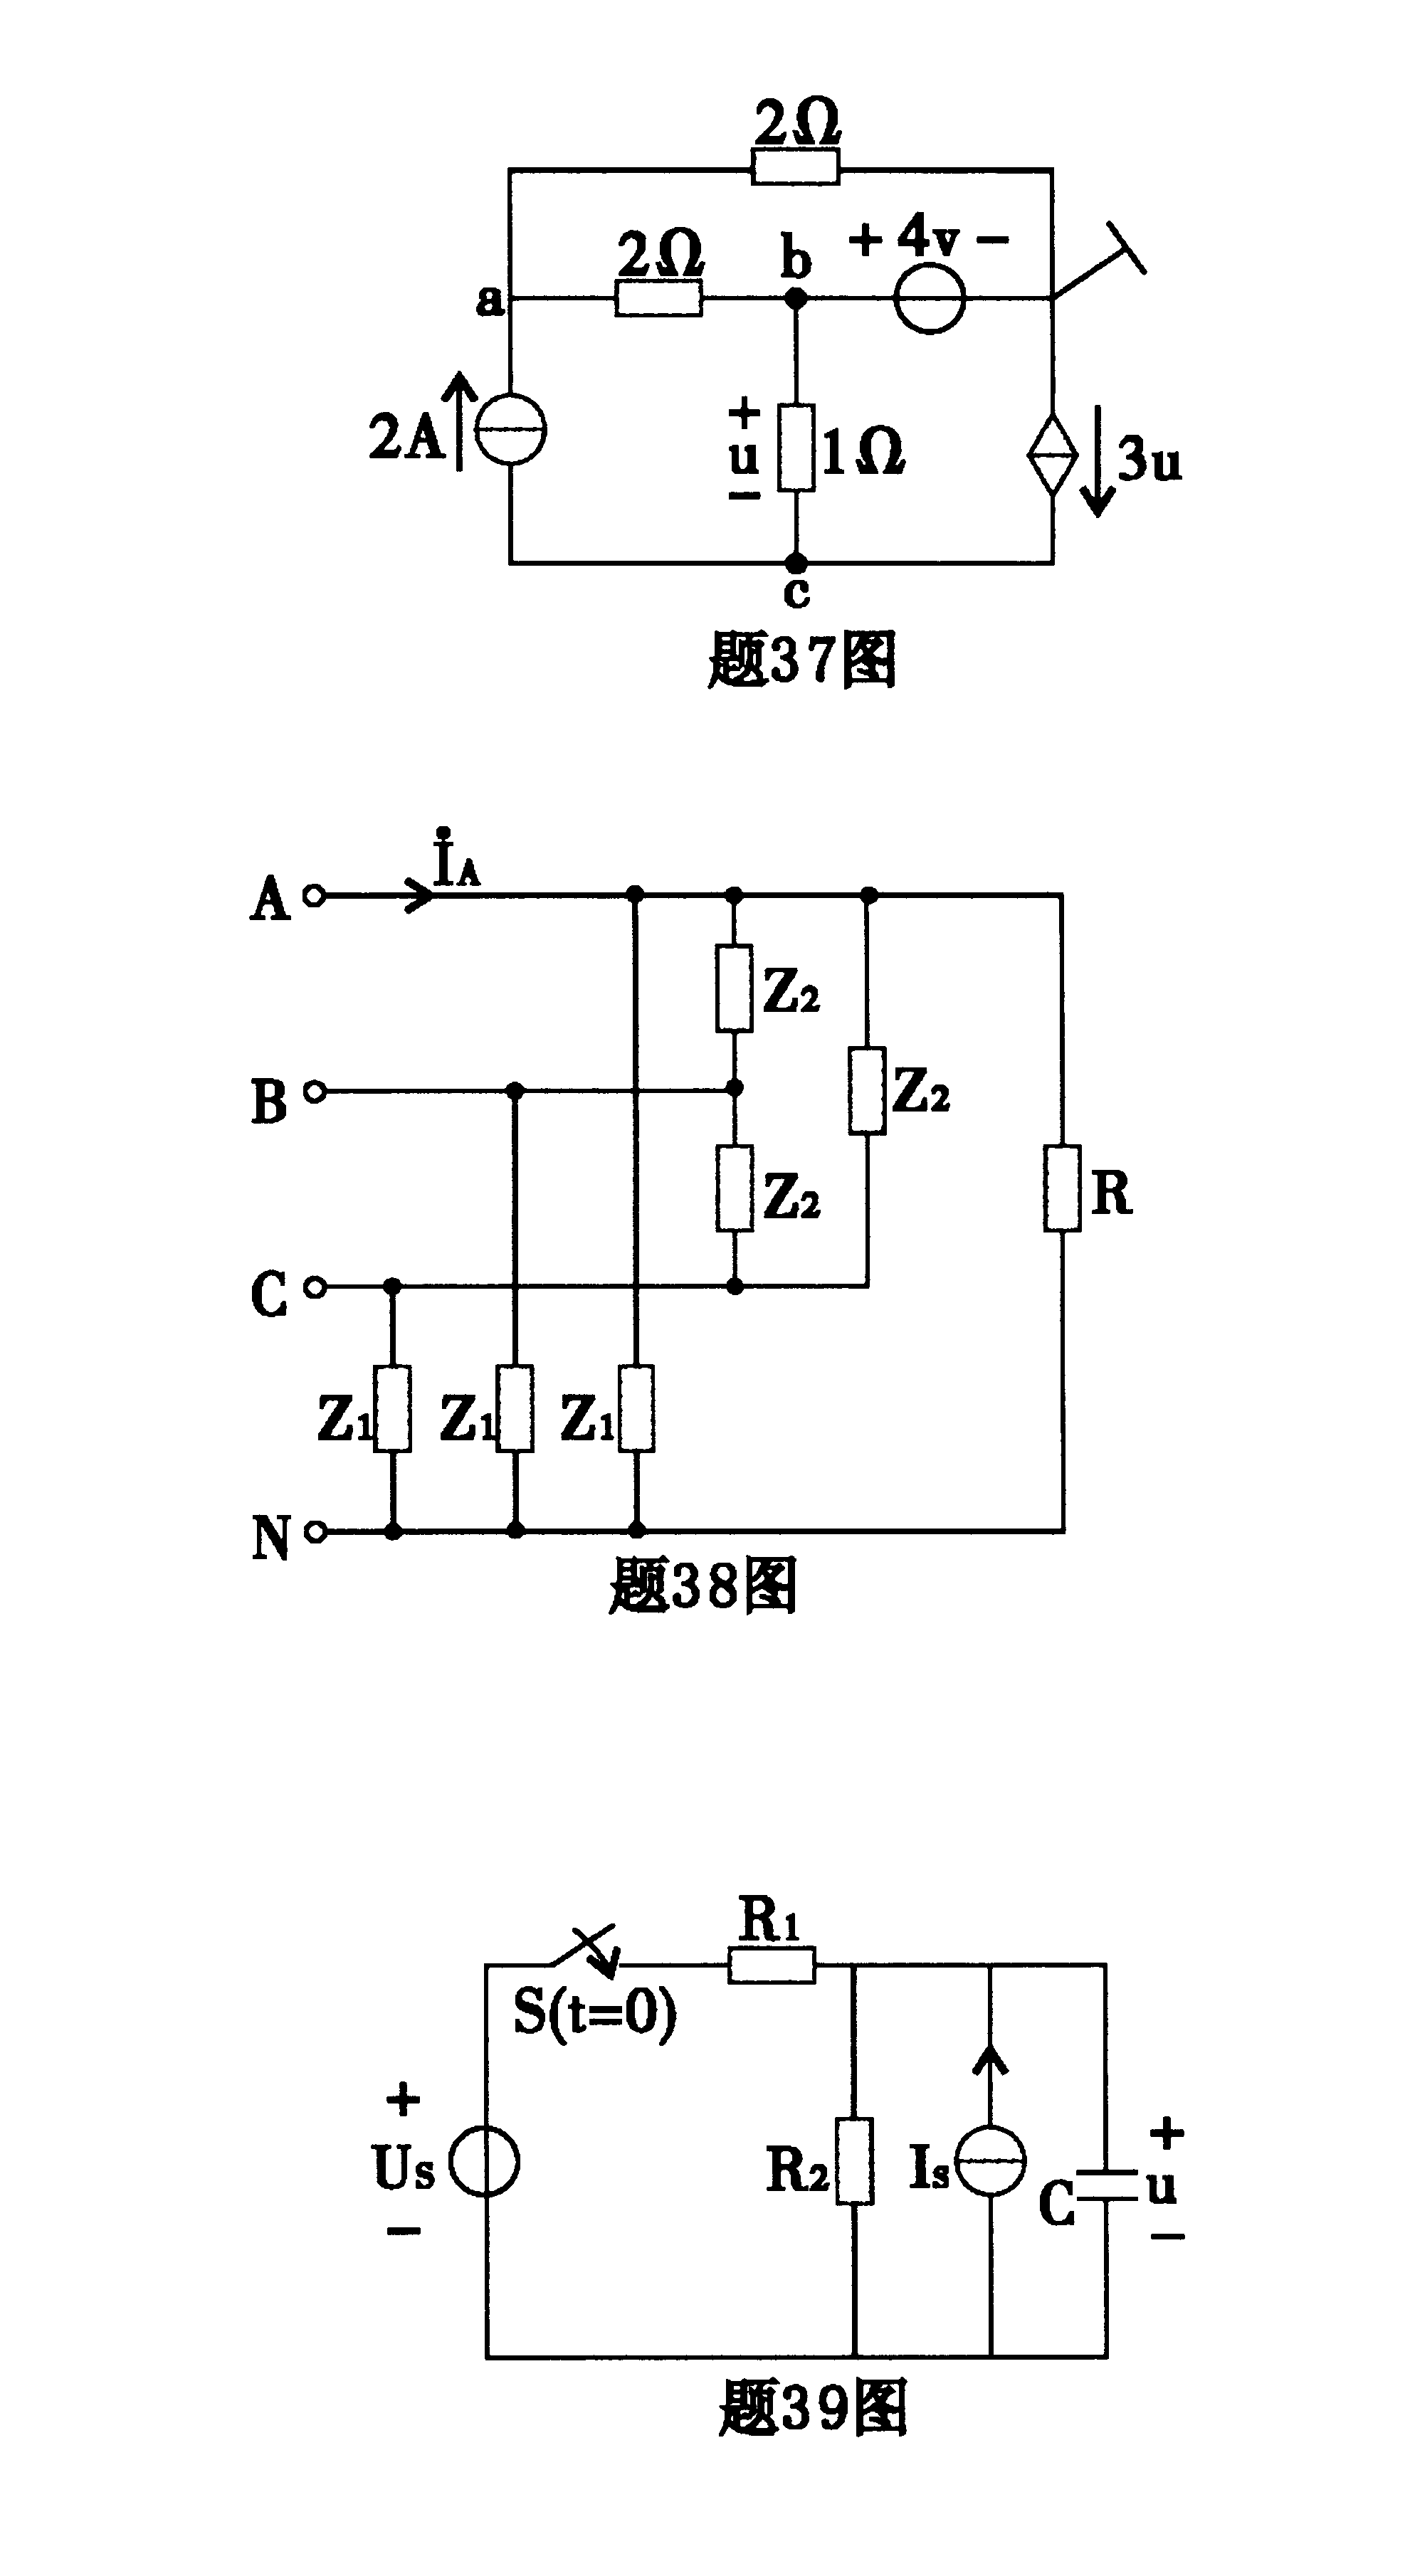 2Ω
2Ω
b
+ 4v −
a
2A
+
u
−
1Ω
3u
c
题37图
İA
A
Z2
Z2
B
R
Z2
C
Z1
Z1
Z1
N
题38图
R1
S(t=0)
+
Us
−
R2
Is
C
+
u
−
题39图